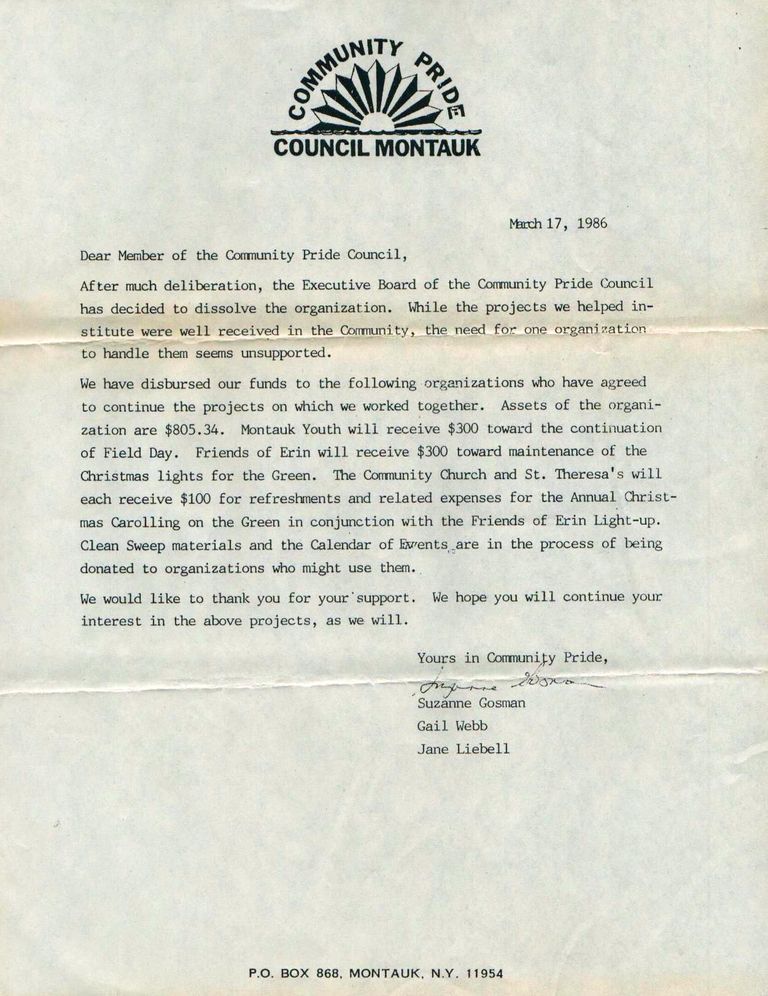 COMMUNITY PRIDE
COUNCIL MONTAUK
March 17, 1986
Dear Member of the Community Pride Council,
After much deliberation, the Executive Board of the Community Pride Council
has decided to dissolve the organization. While the projects we helped in-
stitute were well received in the Community, the need for one organization
to handle them seems unsupported.
We have disbursed our funds to the following organizations who have agreed
to continue the projects on which we worked together. Assets of the organi-
zation are $805.34. Montauk Youth will receive $300 toward the continuation
of Field Day. Friends of Erin will receive $300 toward maintenance of the
Christmas lights for the Green. The Community Church and St. Theresa's will
each receive $100 for refreshments and related expenses for the Annual Christ-
mas Carolling on the Green in conjunction with the Friends of Erin Light-up.
Clean Sweep materials and the Calendar of Events are in the process of being
donated to organizations who might use them.
We would like to thank you for your support. We hope you will continue your
interest in the above projects, as we will.
Yours in Community Pride,
Suzanne Gosman
Suzanne Gosman
Gail Webb
Jane Liebell
P.O. BOX 868, MONTAUK, N.Y. 11954